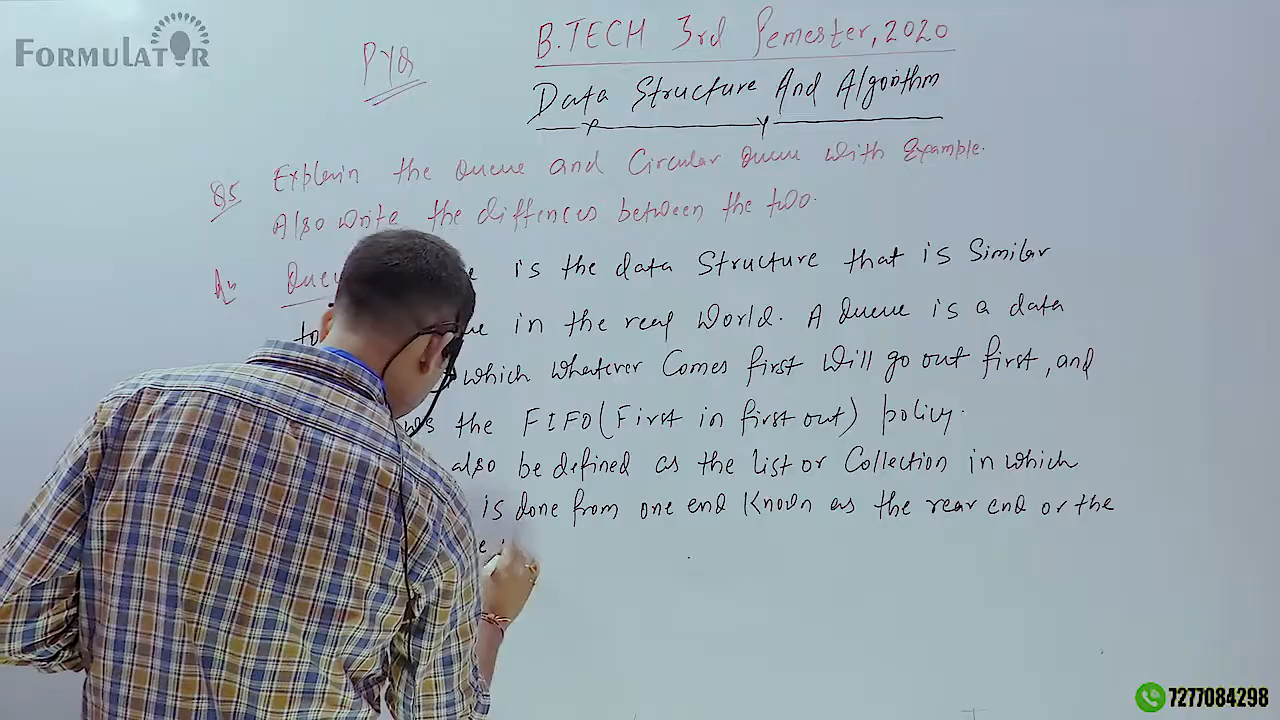 FORMULATOR
PYQ
B.TECH 3rd Semester, 2020
Data Structure And Algorithm
Q5 Explain the Queue and Circular Queue with Example.
Also write the diffences between the two.
is the data Structure that is Similar
to in the real World. A Queue is a data
which whatever Comes first will go out first, and
the FIFO (First in first out) policy.
also be defined as the list or Collection in which
is done from one end Known as the rear end or the
7277084298